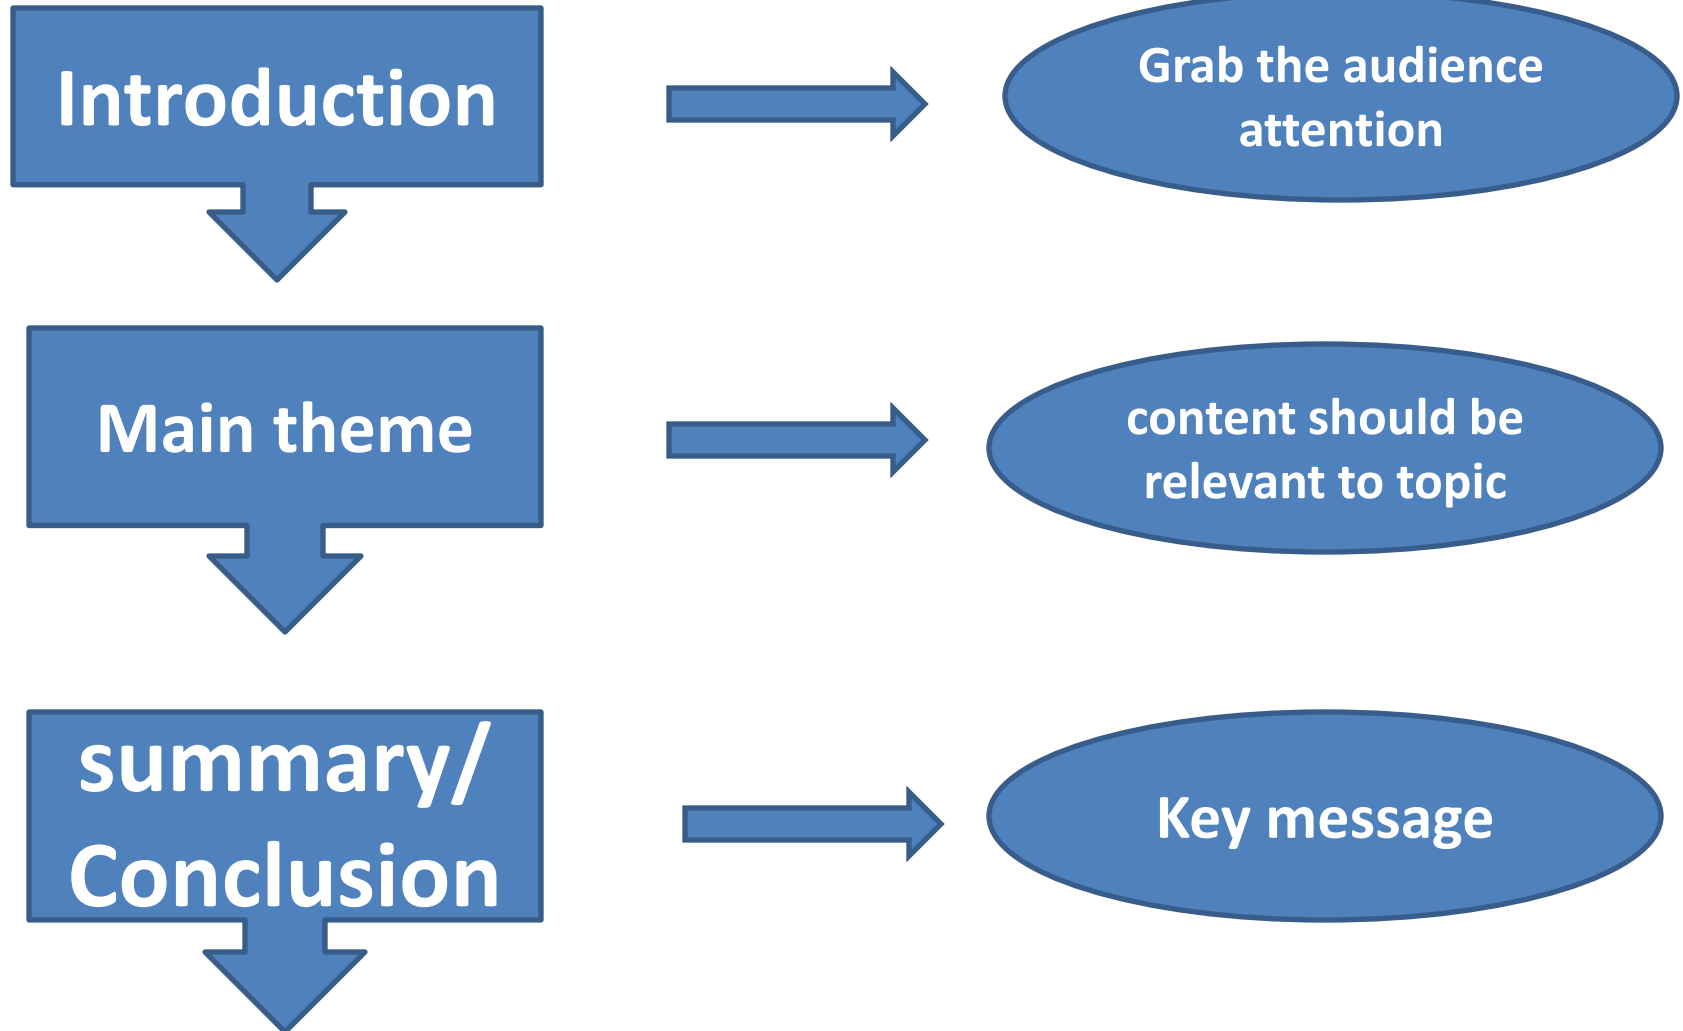 Introduction
Grab the audience
attention
Main theme
content should be
relevant to topic
summary/
Conclusion
Key message